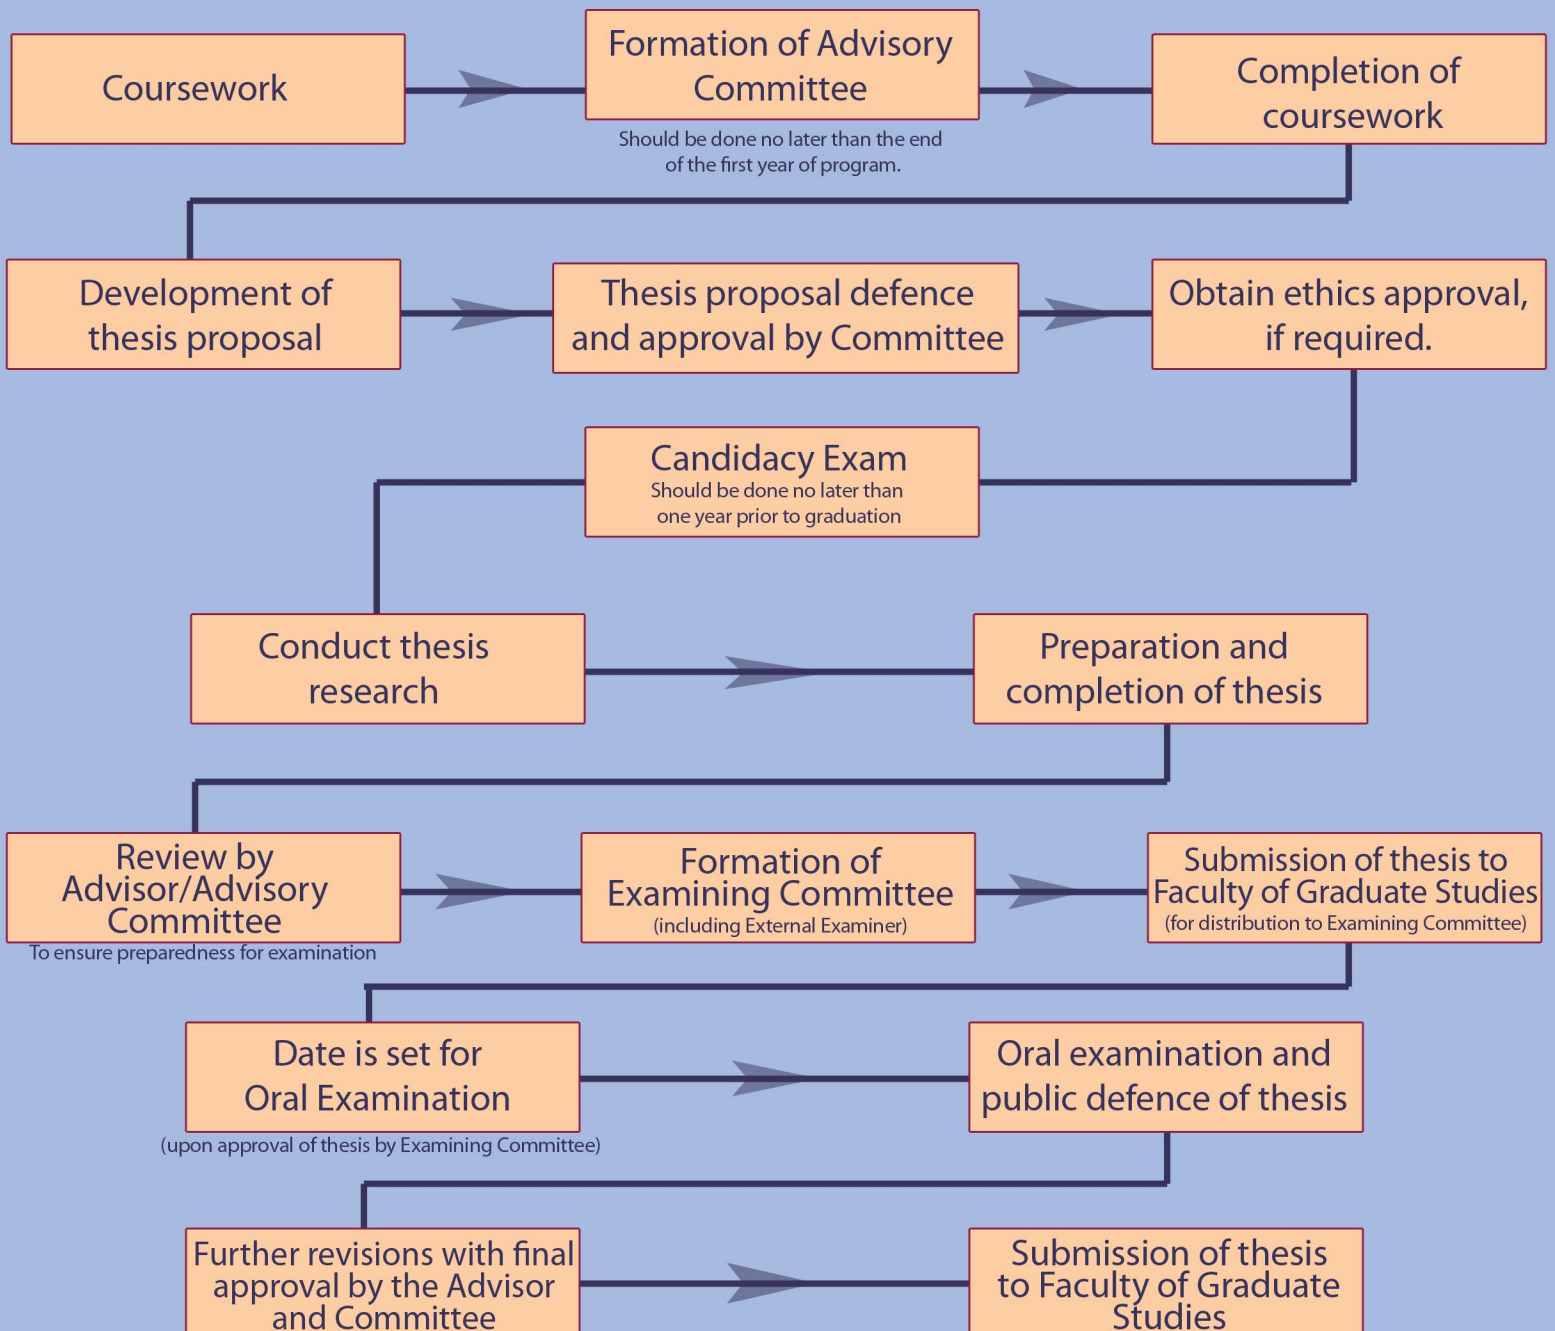 Coursework
Formation of Advisory
Committee
Should be done no later than the end
of the first year of program.
Completion of
coursework
Development of
thesis proposal
Thesis proposal defence
and approval by Committee
Obtain ethics approval,
if required.
Candidacy Exam
Should be done no later than
one year prior to graduation
Conduct thesis
research
Preparation and
completion of thesis
Review by
Advisor/Advisory
Committee
To ensure preparedness for examination
Formation of
Examining Committee
(including External Examiner)
Submission of thesis to
Faculty of Graduate Studies
(for distribution to Examining Committee)
Date is set for
Oral Examination
(upon approval of thesis by Examining Committee)
Oral examination and
public defence of thesis
Further revisions with final
approval by the Advisor
and Committee
Submission of thesis
to Faculty of Graduate
Studies